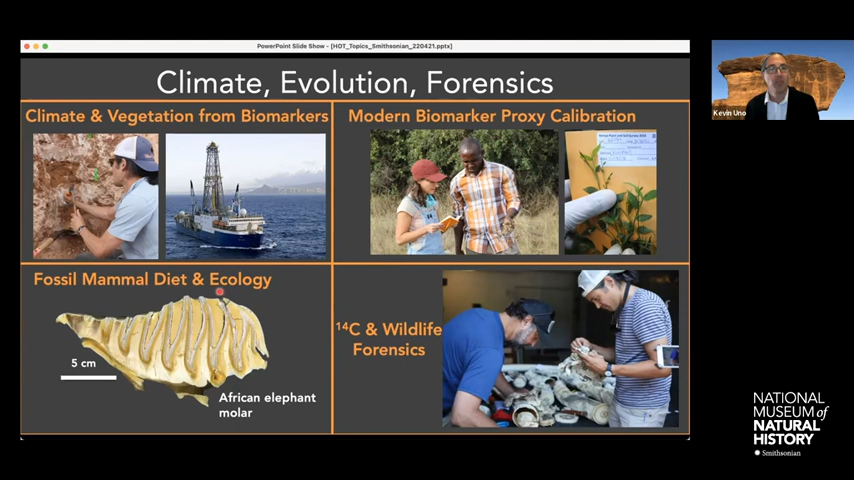 PowerPoint Slide Show - [HOT_Topics_Smithsonian_220421.pptx]
Climate, Evolution, Forensics
Climate & Vegetation from Biomarkers
Modern Biomarker Proxy Calibration
Fossil Mammal Diet & Ecology
5 cm
African elephant
molar
¹⁴C & Wildlife
Forensics
Kevin Uno
NATIONAL
MUSEUM of
NATURAL
HISTORY
Smithsonian